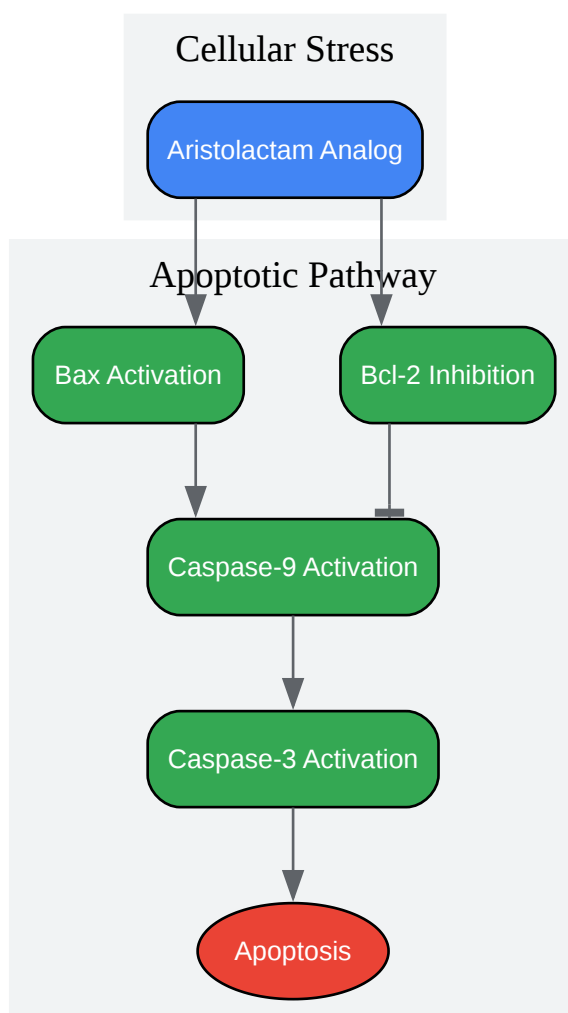 Cellular Stress
Aristolactam Analog
Apoptotic Pathway
Bax Activation
Bcl-2 Inhibition
Caspase-9 Activation
Caspase-3 Activation
Apoptosis